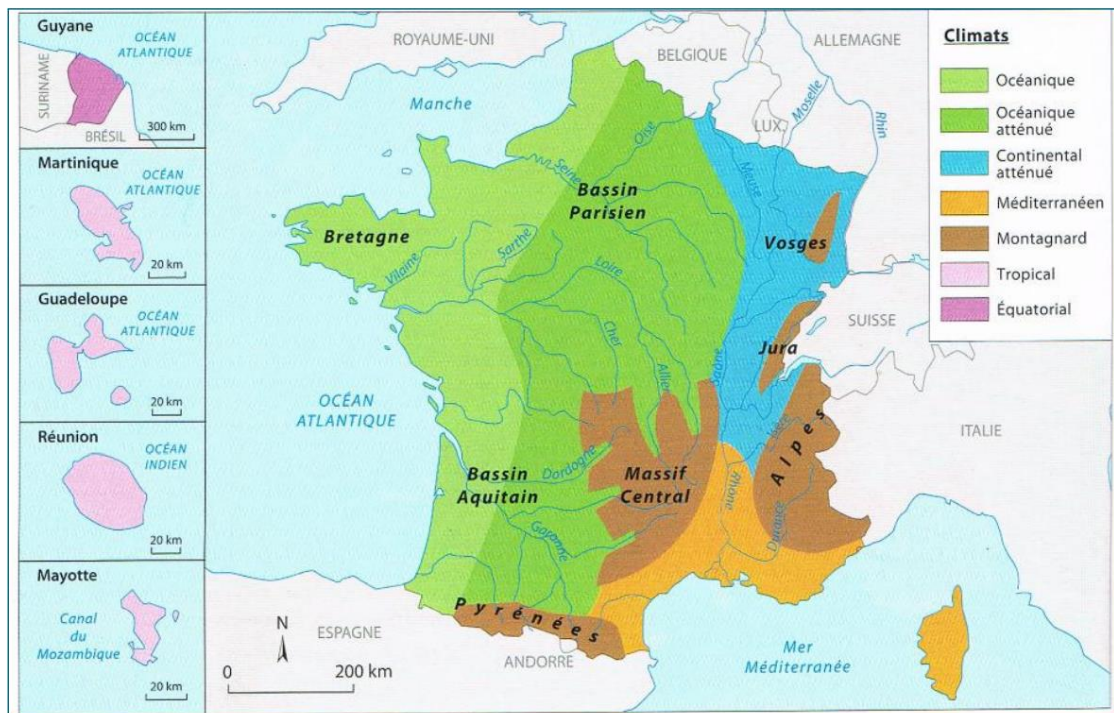 Guyane
OCÉAN
ATLANTIQUE
SURINAME
BRÉSIL
300 km
Martinique
OCÉAN
ATLANTIQUE
20 km
Guadeloupe
OCÉAN
ATLANTIQUE
20 km
Réunion
OCÉAN
INDIEN
20 km
Mayotte
Canal
du
Mozambique
20 km
ROYAUME-UNI
BELGIQUE
ALLEMAGNE
Manche
LUX.
Moselle
Rhin
Oise
Seine
Meuse
Bassin
Parisien
Bretagne
Vosges
Sarthe
Vilaine
Loire
SUISSE
Jura
Cher
Allier
Saône
OCÉAN
ATLANTIQUE
ITALIE
Isère
Alpes
Dordogne
Bassin
Aquitain
Massif
Central
Rhône
Durance
Garonne
Pyrénées
ESPAGNE
ANDORRE
Mer
Méditerranée
N
0 200 km
Climats
Océanique
Océanique
atténué
Continental
atténué
Méditerranéen
Montagnard
Tropical
Équatorial